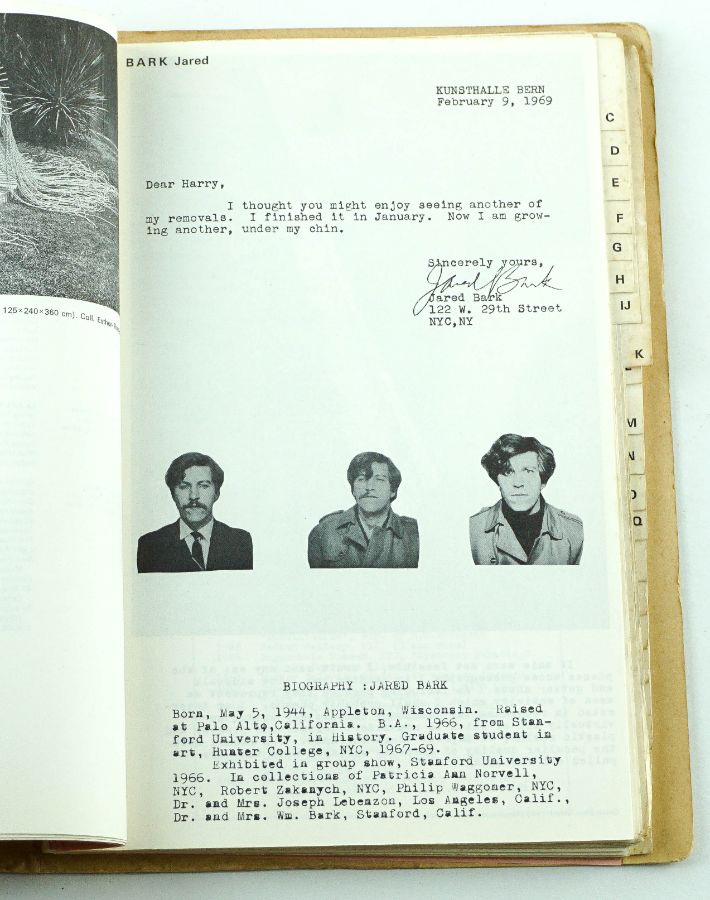 BARK Jared
KUNSTHALLE BERN
February 9, 1969
Dear Harry,
I thought you might enjoy seeing another of
my removals. I finished it in January. Now I am grow-
ing another, under my chin.
Sincerely yours,
Jared Bark
Jared Bark
122 W. 29th Street
NYC,NY
125×240×360 cm). Coll. Esther
BIOGRAPHY :JARED BARK
Born, May 5, 1944, Appleton, Wisconsin. Raised
at Palo Alto,California. B.A., 1966, from Stan-
ford University, in History. Graduate student in
art, Hunter College, NYC, 1967-69.
Exhibited in group show, Stanford University
1966. In collections of Patricia Ann Norvell,
NYC, Robert Zakanych, NYC, Philip Waggoner, NYC,
Dr. and Mrs. Joseph Lebenzon, Los Angeles, Calif.,
Dr. and Mrs. Wm. Bark, Stanford, Calif.
C
D
E
F
G
H
IJ
K
M
N
Q